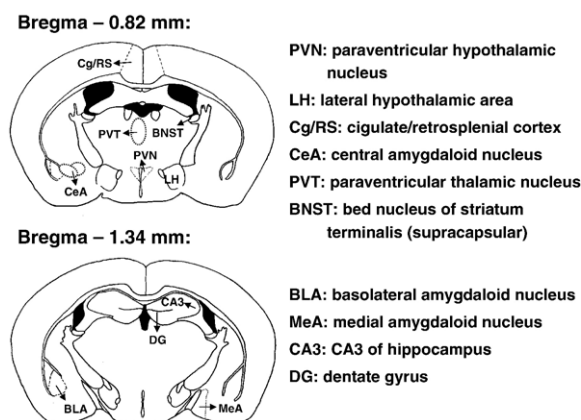 Bregma – 0.82 mm:
Cg/RS
PVT
BNST
PVN
LH
CeA
PVN: paraventricular hypothalamic
nucleus
LH: lateral hypothalamic area
Cg/RS: cigulate/retrosplenial cortex
CeA: central amygdaloid nucleus
PVT: paraventricular thalamic nucleus
BNST: bed nucleus of striatum
terminalis (supracapsular)
Bregma – 1.34 mm:
CA3
DG
BLA
MeA
BLA: basolateral amygdaloid nucleus
MeA: medial amygdaloid nucleus
CA3: CA3 of hippocampus
DG: dentate gyrus